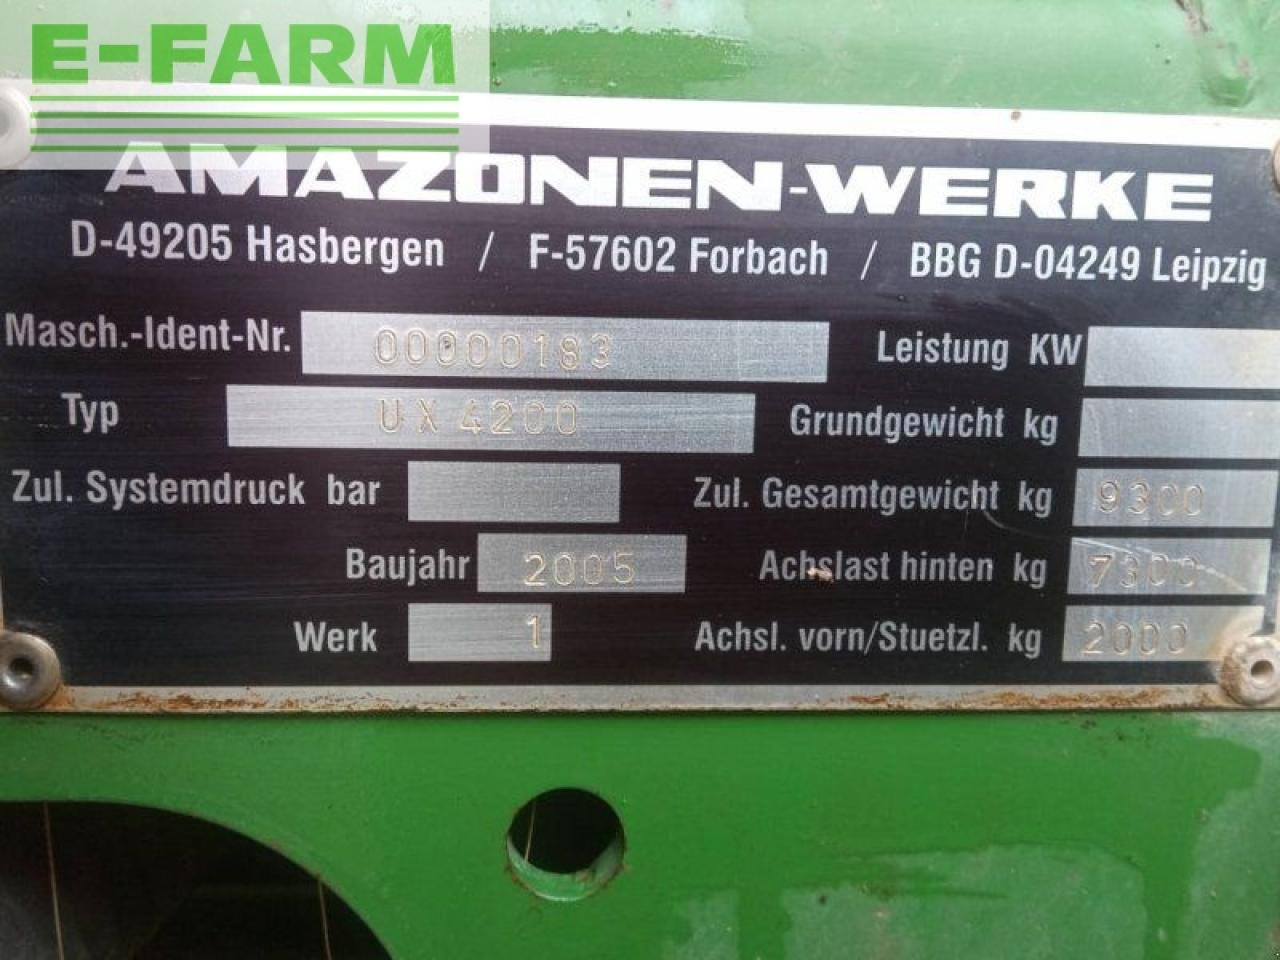 E-FARM
AMAZONEN-WERKE
D-49205 Hasbergen / F-57602 Forbach / BBG D-04249 Leipzig
Masch.-Ident-Nr. 00000183 Leistung KW
Typ UX 4200 Grundgewicht kg
Zul. Systemdruck bar Zul. Gesamtgewicht kg 9300
Baujahr 2005 Achslast hinten kg 7300
Werk 1 Achsl. vorn/Stuetzl. kg 2000